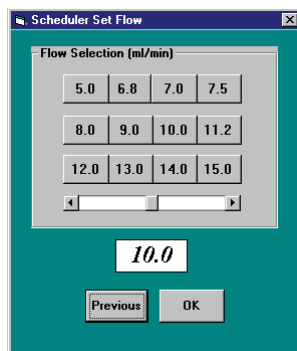 Scheduler Set Flow
Flow Selection (ml/min)
5.0 6.8 7.0 7.5
8.0 9.0 10.0 11.2
12.0 13.0 14.0 15.0
10.0
Previous OK